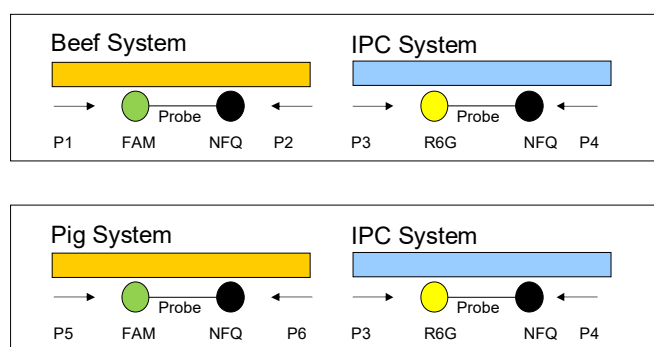 Beef System IPC System
Probe Probe
P1 FAM NFQ P2 P3 R6G NFQ P4
Pig System IPC System
Probe Probe
P5 FAM NFQ P6 P3 R6G NFQ P4